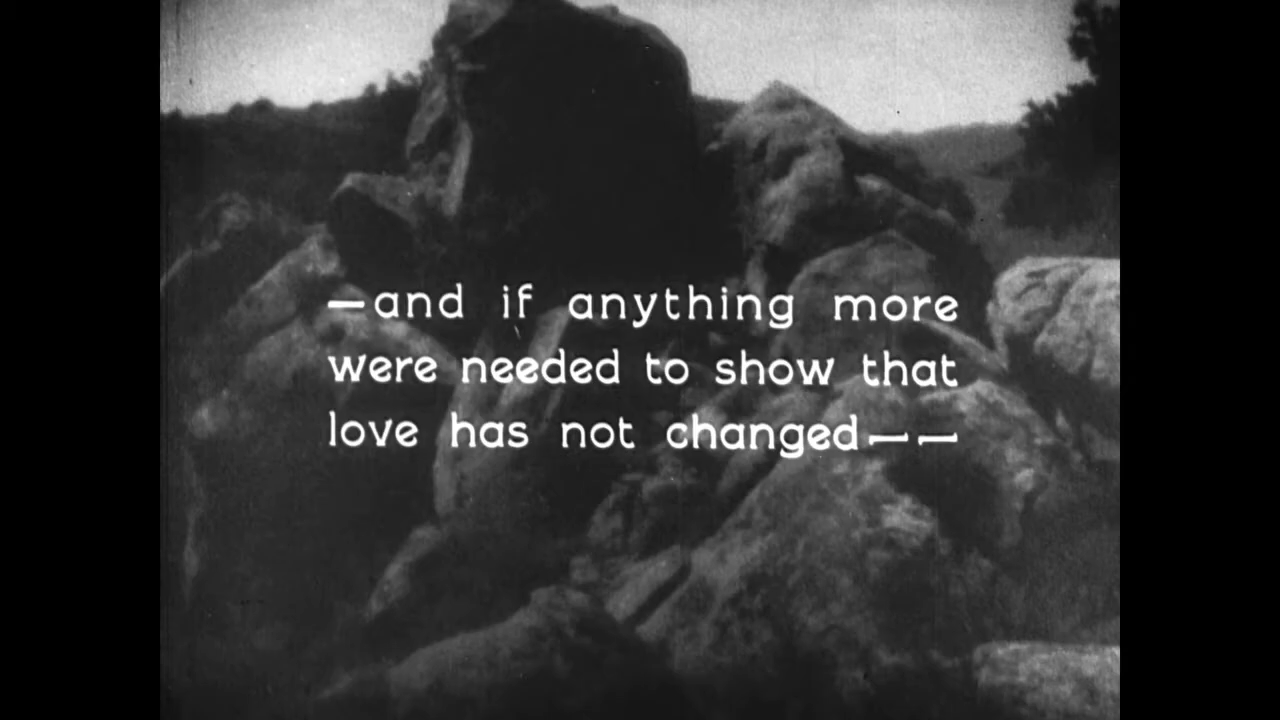 —and if anything more
were needed to show that
love has not changed——